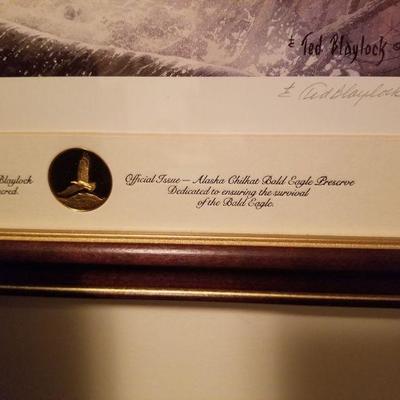 Ted Blaylock
Ted Blaylock
Blaylock
ered.
Official Issue — Alaska Chilkat Bald Eagle Preserve
Dedicated to ensuring the survival
of the Bald Eagle.